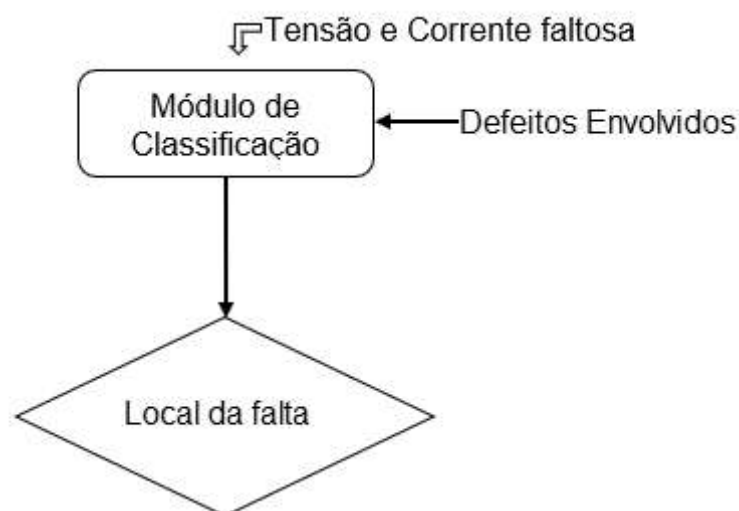 Tensão e Corrente faltosa
Módulo de
Classificação
Defeitos Envolvidos
Local da falta